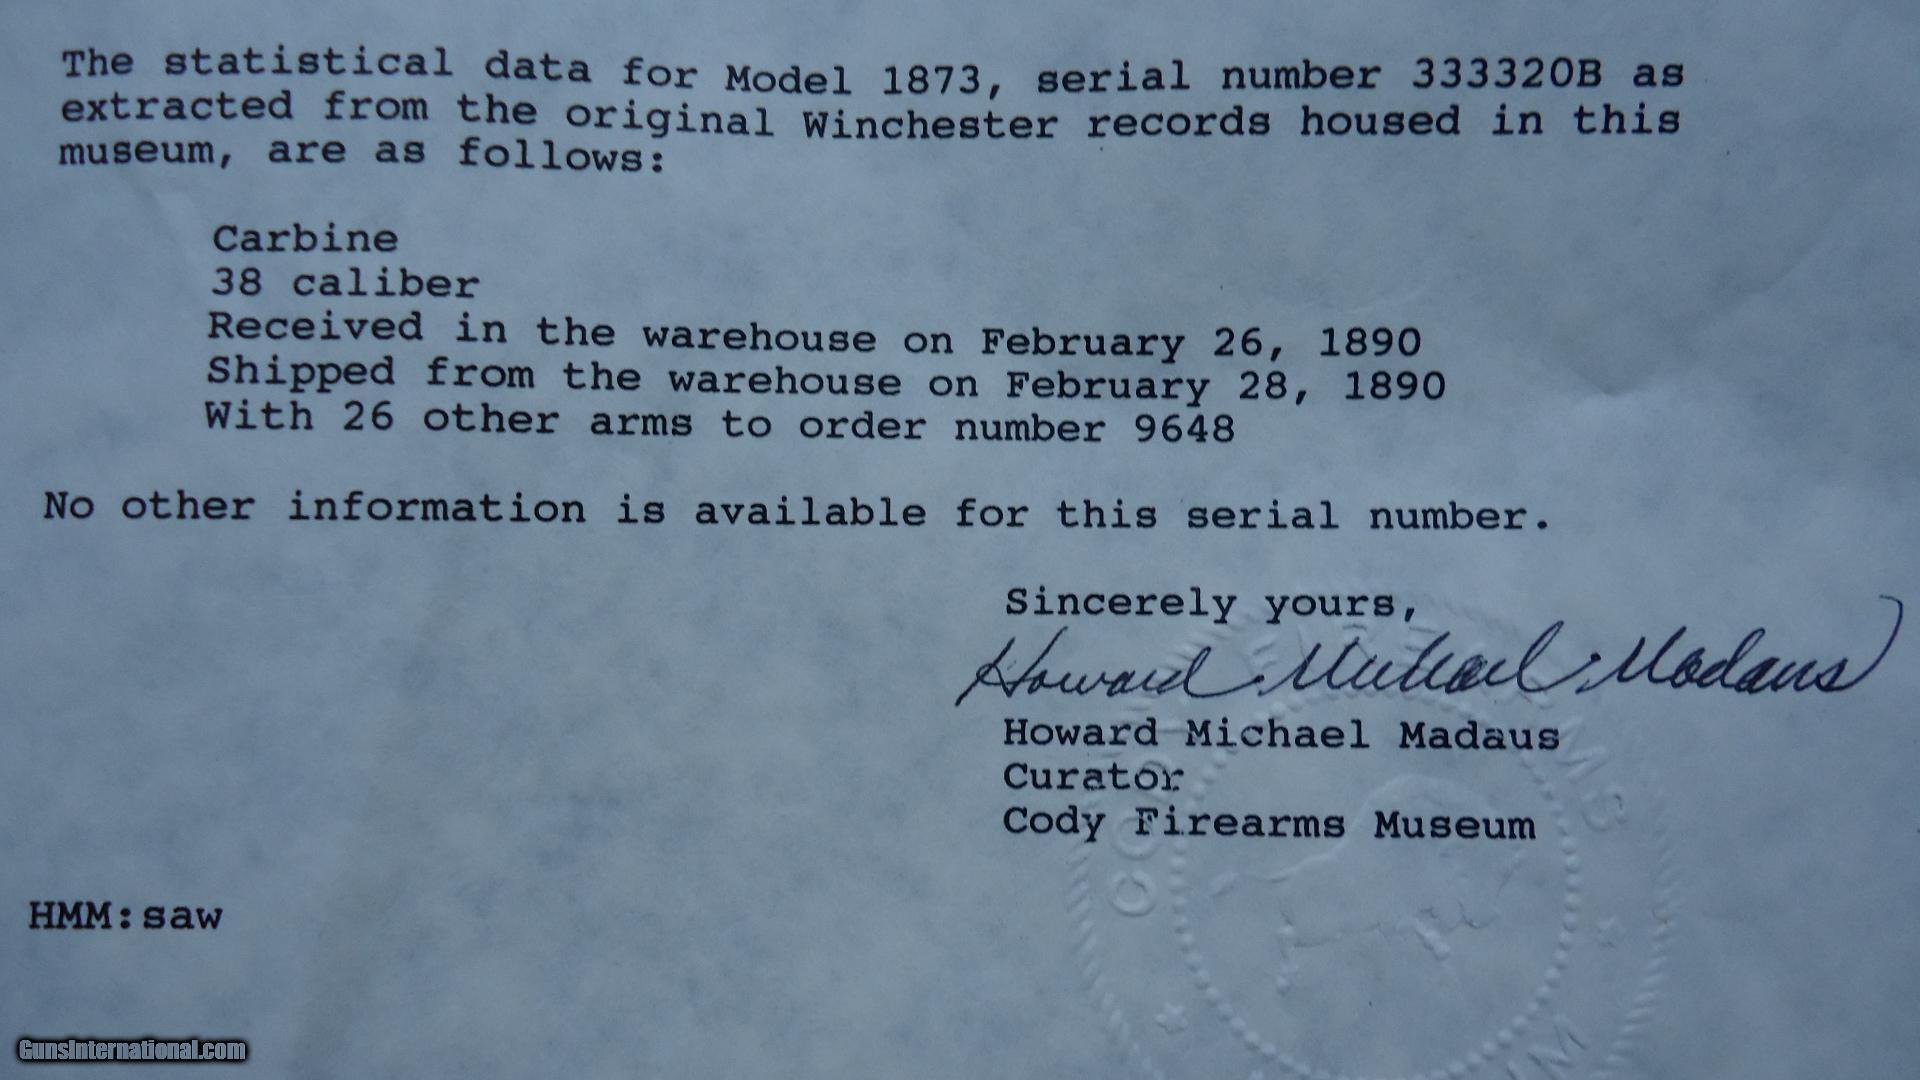 The statistical data for Model 1873, serial number 333320B as
extracted from the original Winchester records housed in this
museum, are as follows:
Carbine
38 caliber
Received in the warehouse on February 26, 1890
Shipped from the warehouse on February 28, 1890
With 26 other arms to order number 9648
No other information is available for this serial number.
Sincerely yours,
Howard Michael Madaus
Howard Michael Madaus
Curator
Cody Firearms Museum
HMM:saw
GunsInternational.com